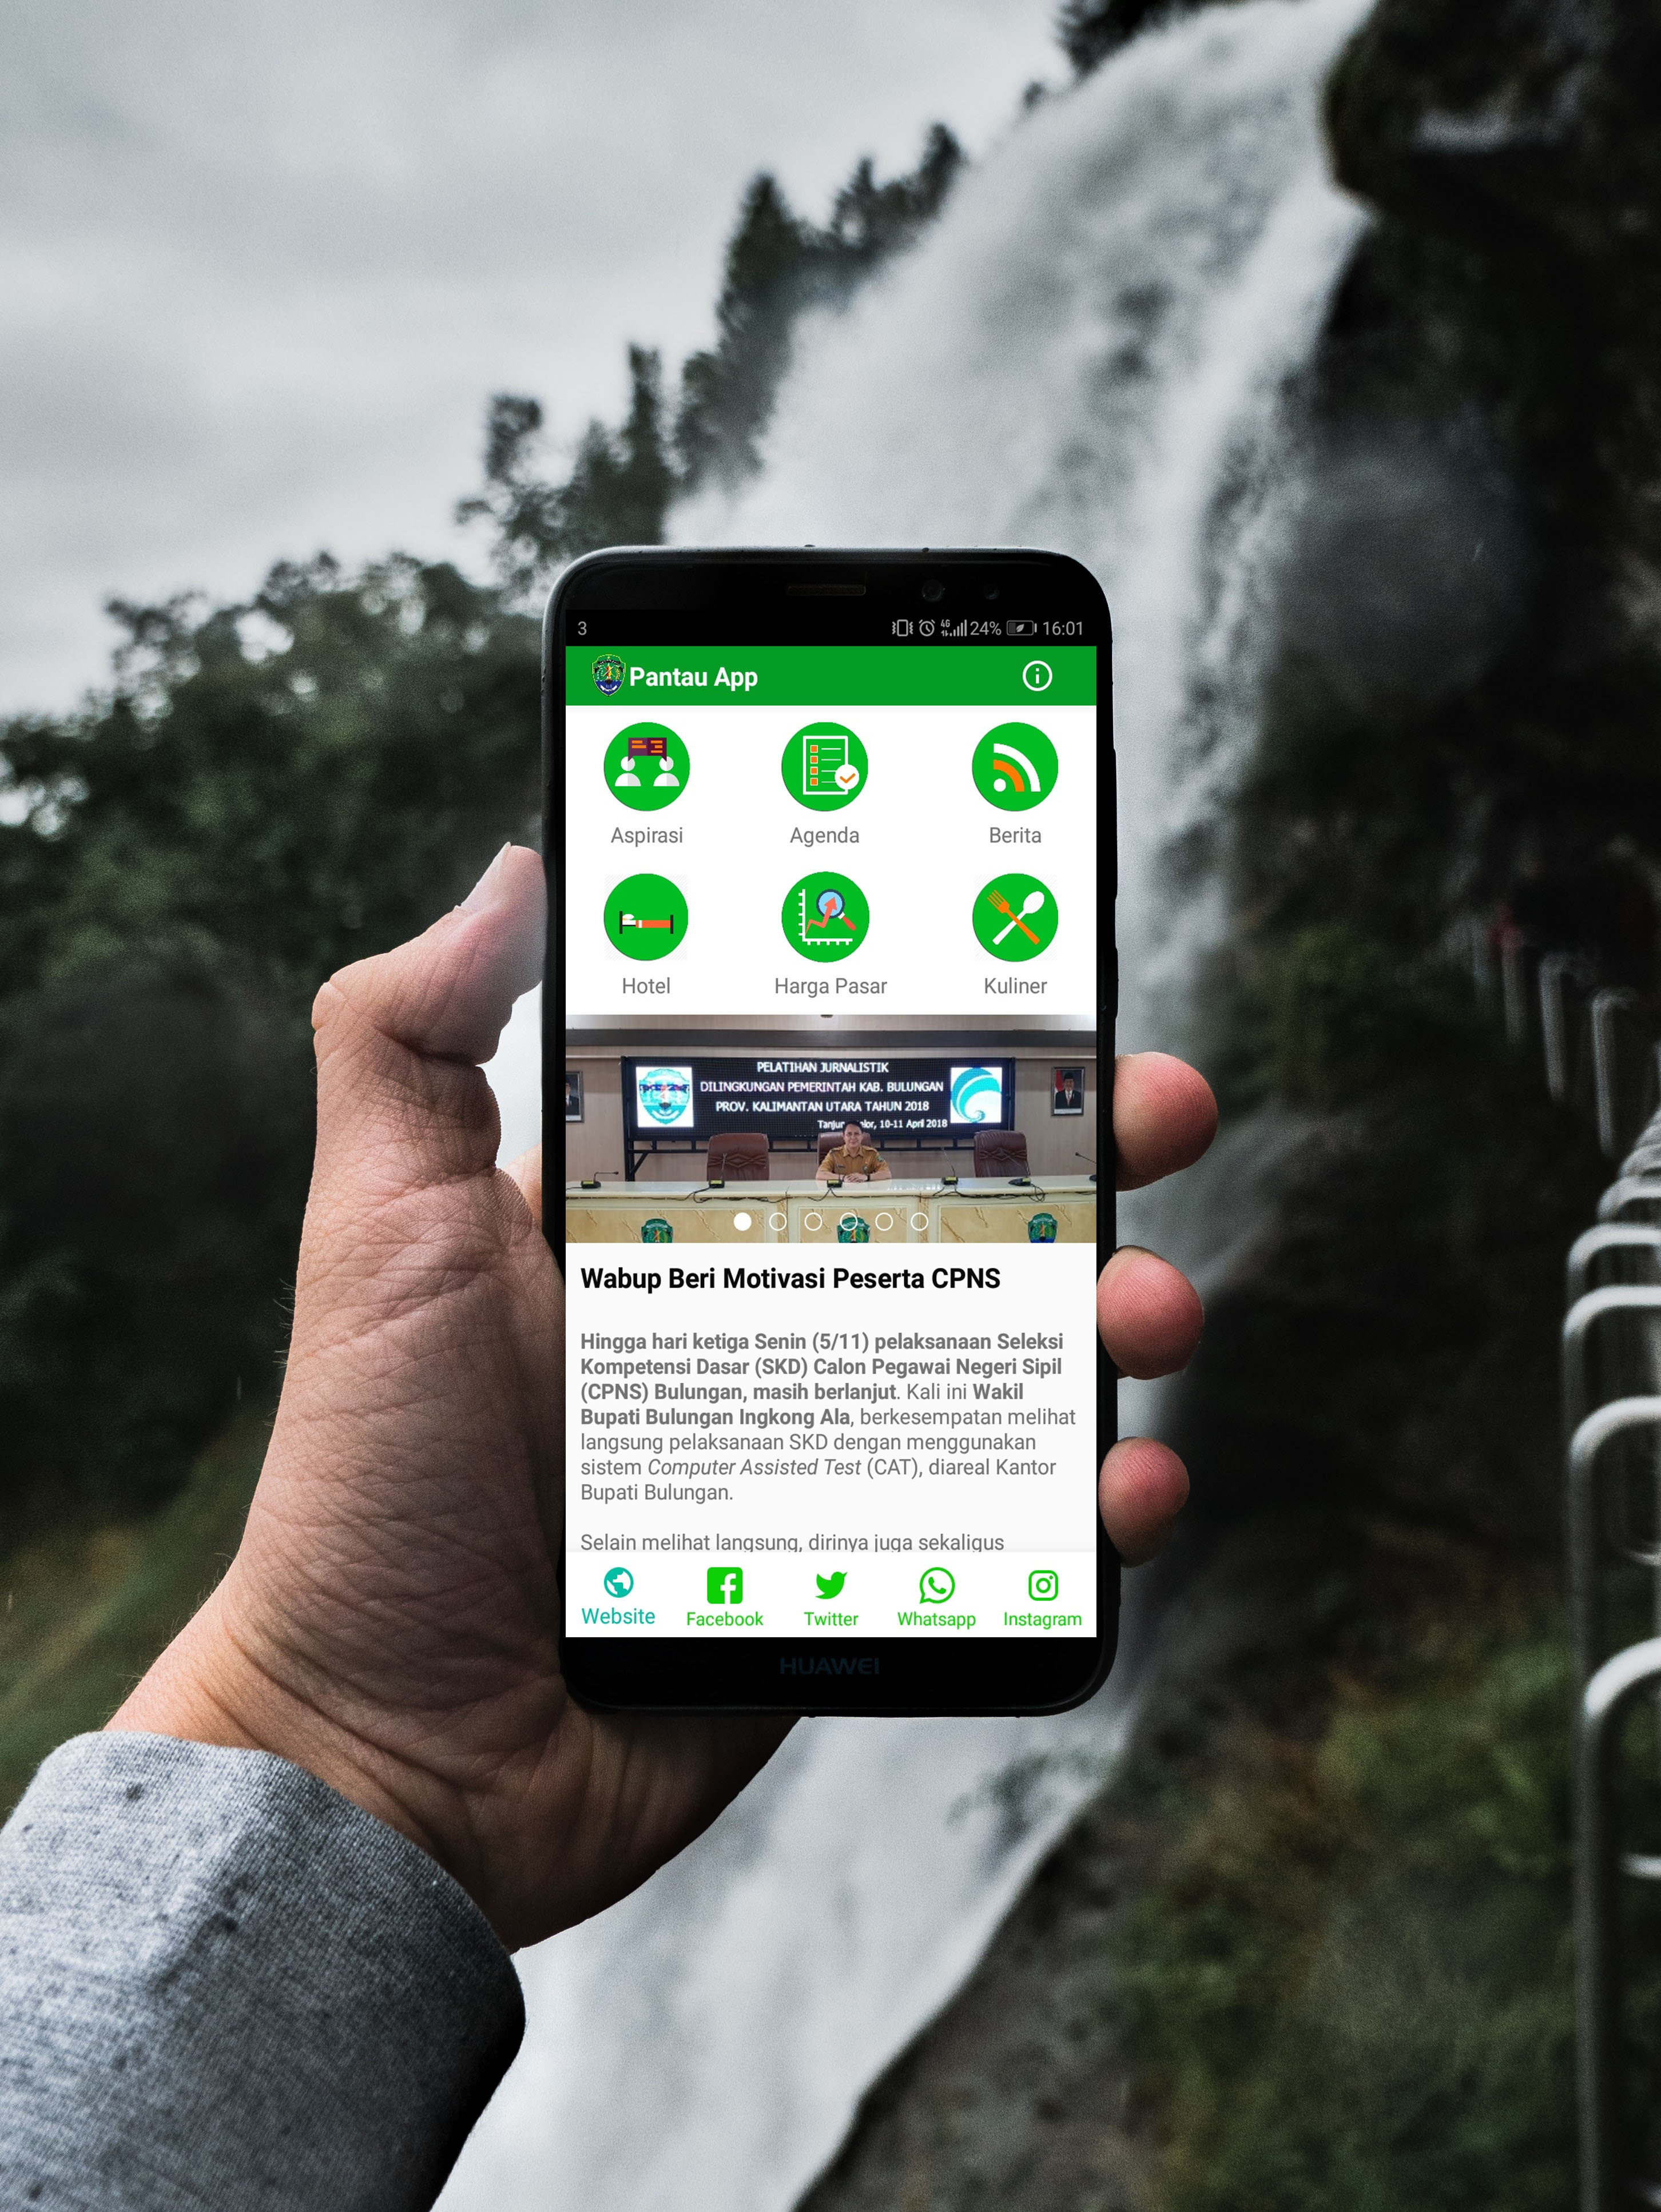 3 4G 24% 16:01
Pantau App
Aspirasi Agenda Berita
Hotel Harga Pasar Kuliner
PELATIHAN JURNALISTIK
DILINGKUNGAN PEMERINTAH KAB. BULUNGAN
PROV. KALIMANTAN UTARA TAHUN 2018
10-11 April 2018
Wabup Beri Motivasi Peserta CPNS
Hingga hari ketiga Senin (5/11) pelaksanaan Seleksi
Kompetensi Dasar (SKD) Calon Pegawai Negeri Sipil
(CPNS) Bulungan, masih berlanjut. Kali ini Wakil
Bupati Bulungan Ingkong Ala, berkesempatan melihat
langsung pelaksanaan SKD dengan menggunakan
sistem Computer Assisted Test (CAT), diareal Kantor
Bupati Bulungan.
Selain melihat langsung, dirinya juga sekaligus
Website Facebook Twitter Whatsapp Instagram
HUAWEI